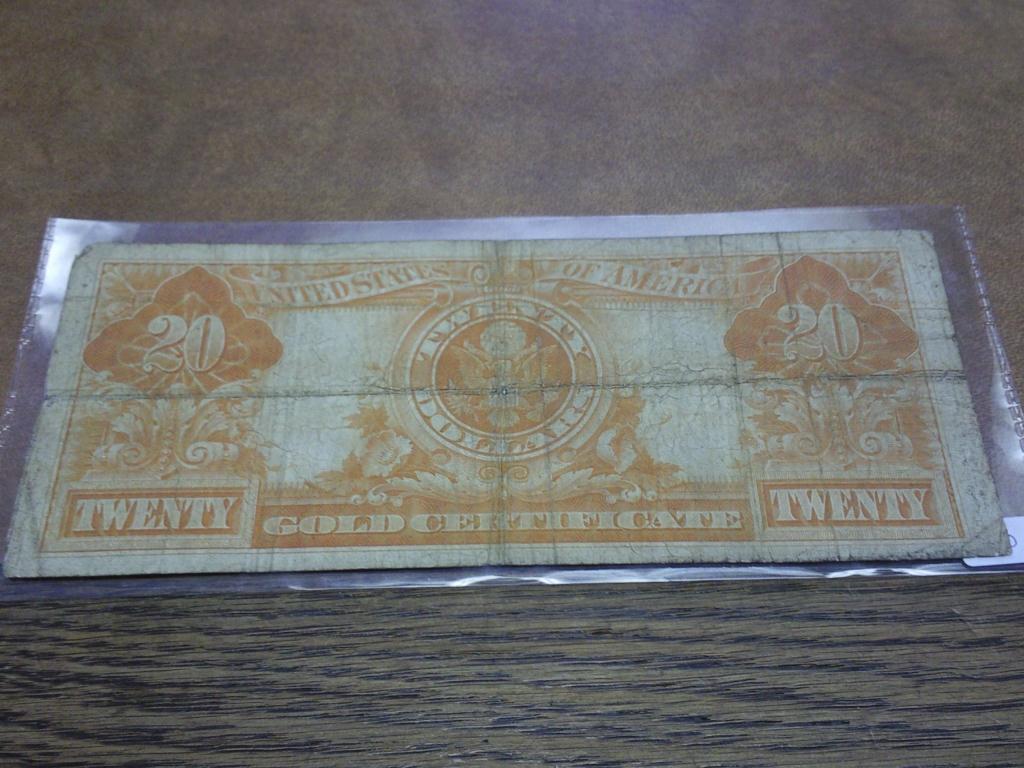 UNITED STATES OF AMERICA
20 20
TWENTY
DOLLARS
TWENTY GOLD CERTIFICATE TWENTY